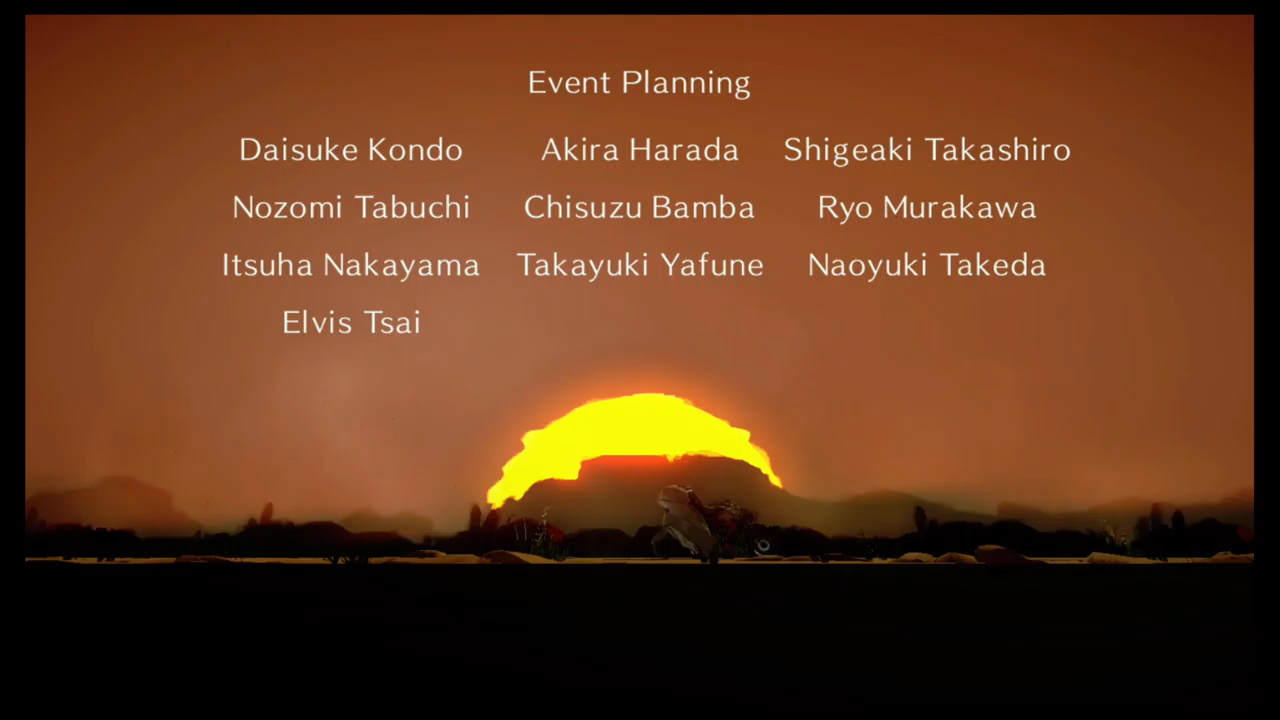 Event Planning
Daisuke Kondo Akira Harada Shigeaki Takashiro
Nozomi Tabuchi Chisuzu Bamba Ryo Murakawa
Itsuha Nakayama Takayuki Yafune Naoyuki Takeda
Elvis Tsai